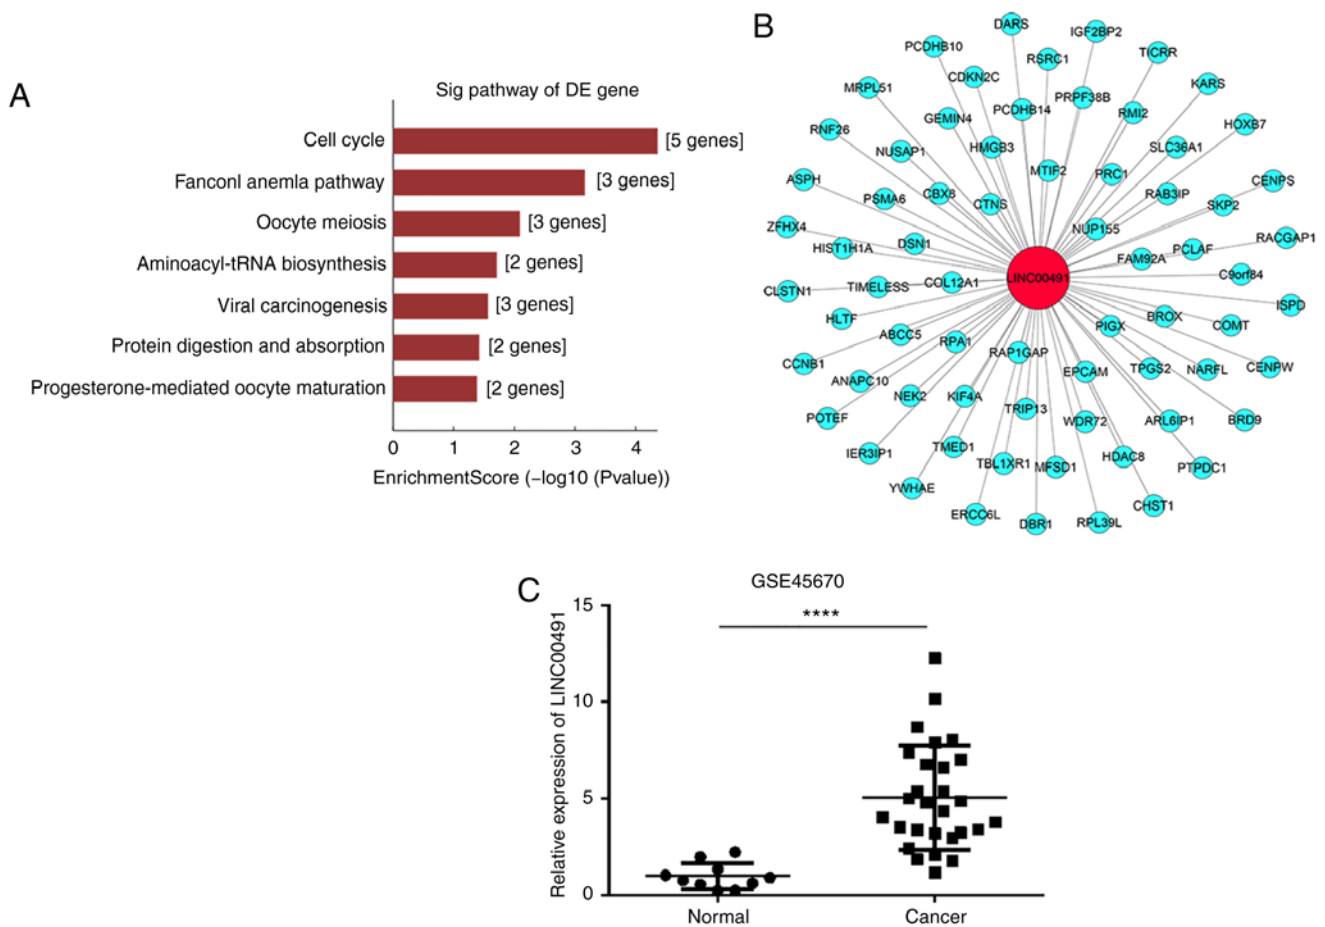 A
Sig pathway of DE gene
Cell cycle
[5 genes]
Fanconl anemla pathway
[3 genes]
Oocyte meiosis
[3 genes]
Aminoacyl-tRNA biosynthesis
[2 genes]
Viral carcinogenesis
[3 genes]
Protein digestion and absorption
[2 genes]
Progesterone-mediated oocyte maturation
[2 genes]
0 1 2 3 4
EnrichmentScore (−log10 (Pvalue))
B
DARS
IGF2BP2
PCDHB10
TICRR
RSRC1
CDKN2C
KARS
MRPL51
PRPF38B
PCDHB14
RMI2
GEMIN4
HOXB7
RNF26
HMGB3
SLC36A1
NUSAP1
MTIF2
PRC1
ASPH
CENPS
CBX8
RAB3IP
PSMA6
CTNS
SKP2
ZFHX4
NUP155
RACGAP1
HIST1H1A
DSN1
PCLAF
FAM92A
LINC00491
C9orf84
CLSTN1
TIMELESS
COL12A1
ISPD
HLTF
BROX
COMT
PIGX
ABCC5
RPA1
RAP1GAP
CCNB1
EPCAM
TPGS2
NARFL
CENPW
ANAPC10
NEK2
KIF4A
TRIP13
POTEF
WDR72
ARL6IP1
BRD9
IER3IP1
TMED1
TBL1XR1
MFSD1
HDAC8
PTPDC1
YWHAE
CHST1
ERCC6L
DBR1
RPL39L
C
GSE45670
****
Relative expression of LINC00491
15
10
5
0
Normal
Cancer